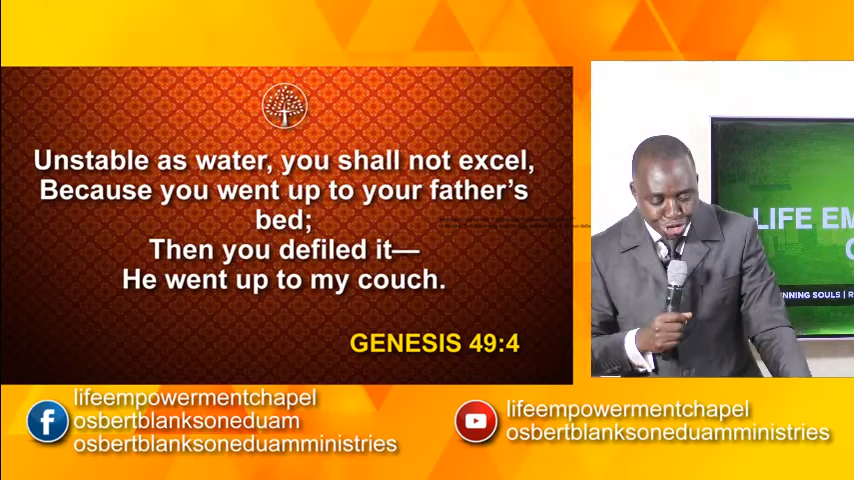 Unstable as water, you shall not excel,
Because you went up to your father’s
bed;
Then you defiled it—
He went up to my couch.
GENESIS 49:4
LIFE EM
C
NNING SOULS | R
lifeempowermentchapel
osbertblanksoneduam
osbertblanksoneduamministries
lifeempowermentchapel
osbertblanksoneduamministries